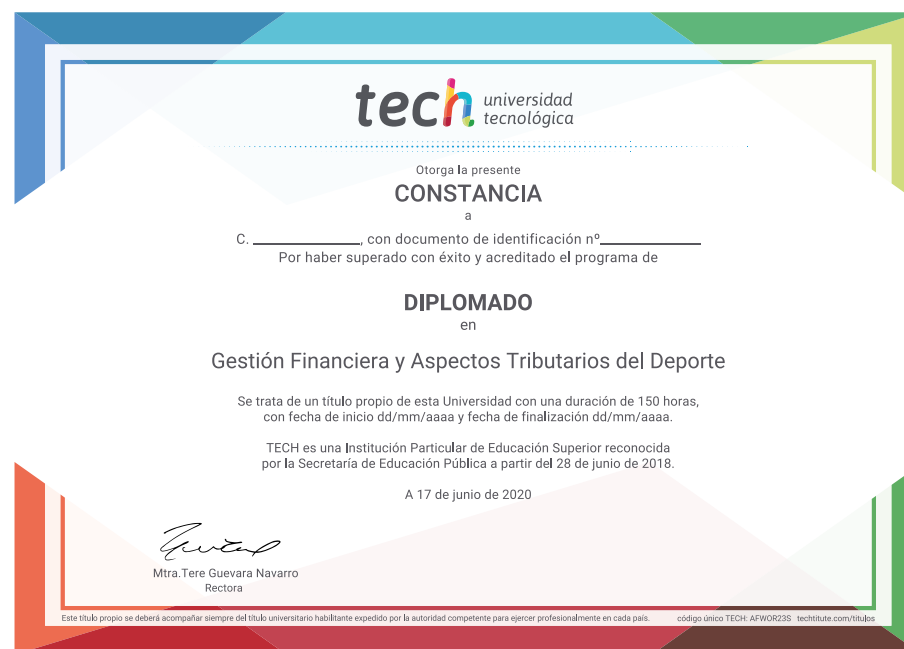 tech universidad
tecnológica
Otorga la presente
CONSTANCIA
a
C. ______________, con documento de identificación nº_____________
Por haber superado con éxito y acreditado el programa de
DIPLOMADO
en
Gestión Financiera y Aspectos Tributarios del Deporte
Se trata de un título propio de esta Universidad con una duración de 150 horas,
con fecha de inicio dd/mm/aaaa y fecha de finalización dd/mm/aaaa.
TECH es una Institución Particular de Educación Superior reconocida
por la Secretaría de Educación Pública a partir del 28 de junio de 2018.
A 17 de junio de 2020
Mtra.Tere Guevara Navarro
Rectora
Este título propio se deberá acompañar siempre del título universitario habilitante expedido por la autoridad competente para ejercer profesionalmente en cada país. código único TECH: AFWOR23S techtitute.com/titulos